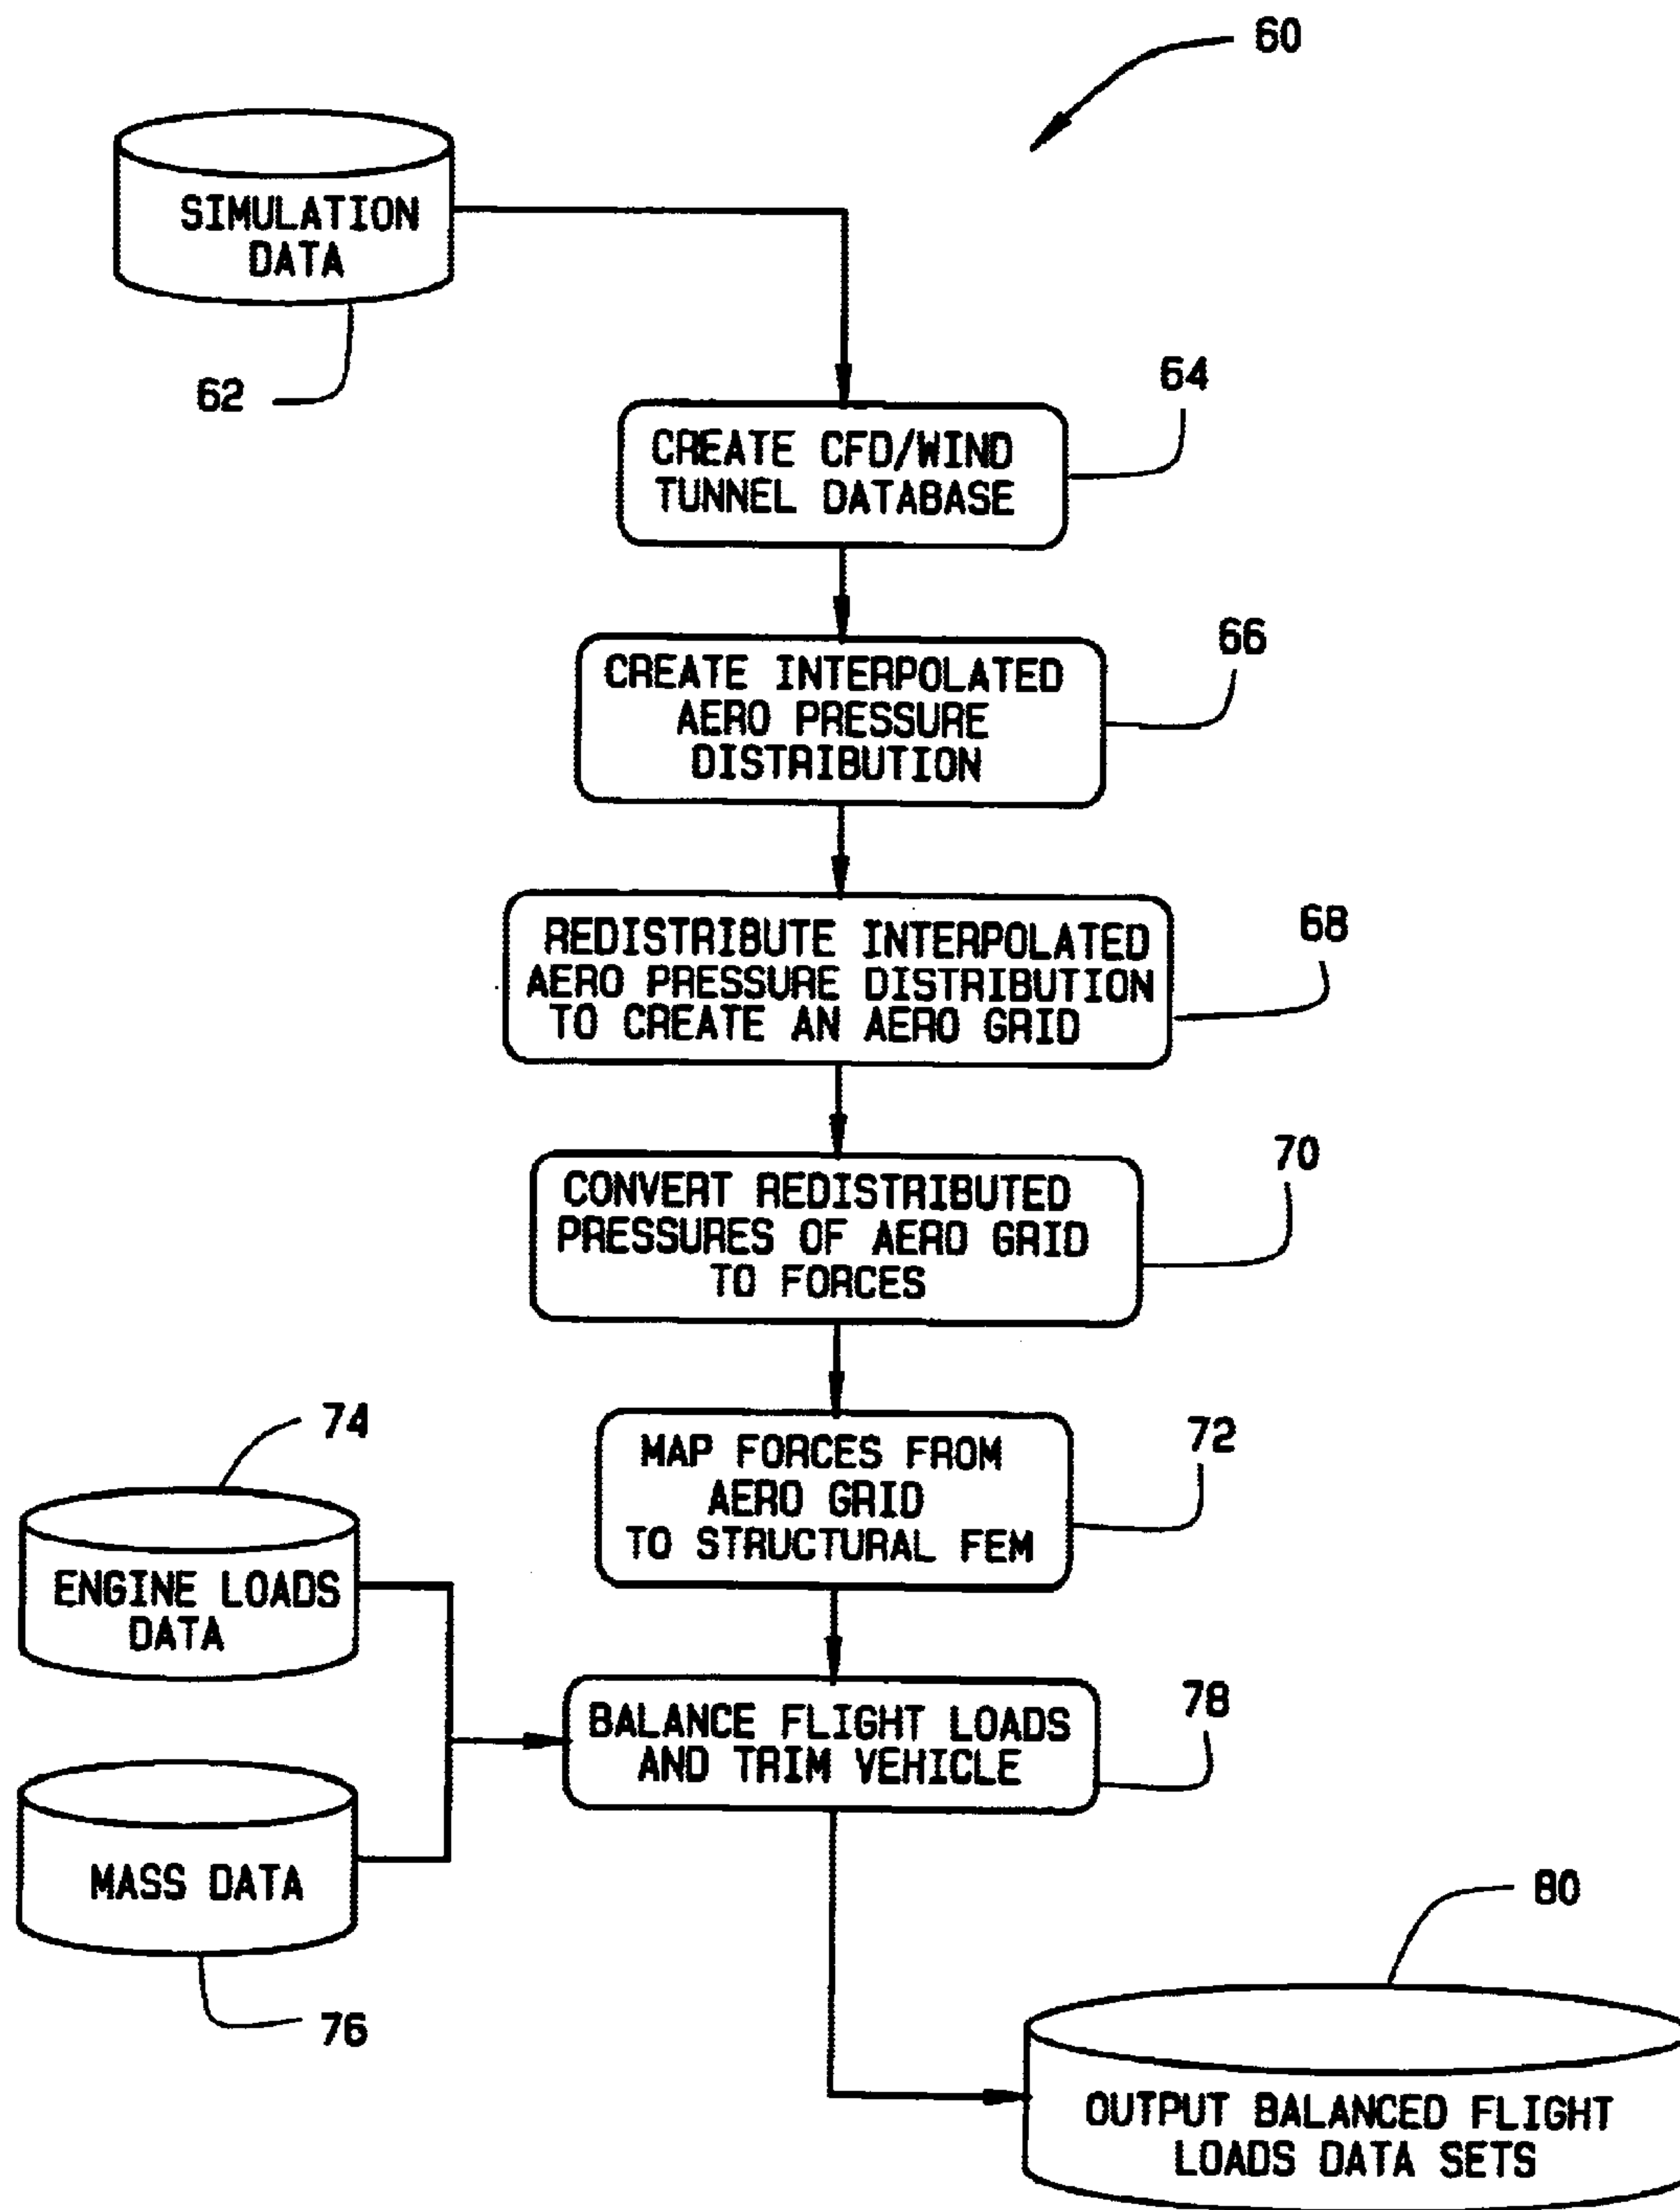 60
SIMULATION
DATA
62
64
CREATE CFD/WIND
TUNNEL DATABASE
66
CREATE INTERPOLATED
AERO PRESSURE
DISTRIBUTION
68
REDISTRIBUTE INTERPOLATED
AERO PRESSURE DISTRIBUTION
TO CREATE AN AERO GRID
70
CONVERT REDISTRIBUTED
PRESSURES OF AERO GRID
TO FORCES
72
MAP FORCES FROM
AERO GRID
TO STRUCTURAL FEM
74
ENGINE LOADS
DATA
78
BALANCE FLIGHT LOADS
AND TRIM VEHICLE
MASS DATA
76
80
OUTPUT BALANCED FLIGHT
LOADS DATA SETS